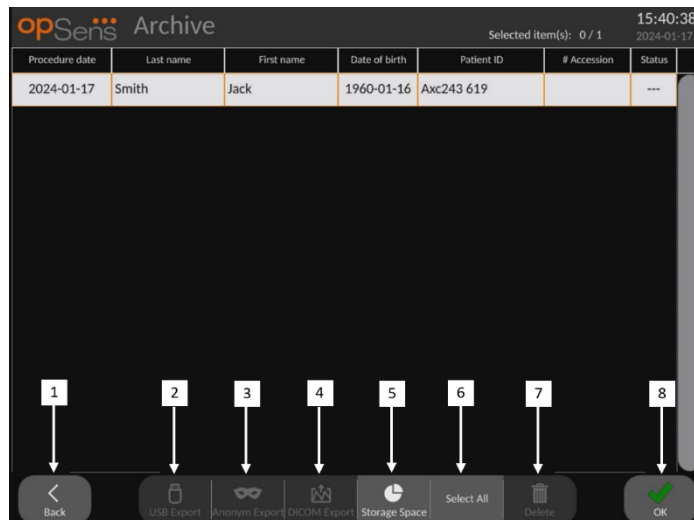 opSens Archive
Selected item(s): 0 / 1
15:40:38
2024-01-17
Procedure date Last name First name Date of birth Patient ID # Accession Status
2024-01-17 Smith Jack 1960-01-16 Axc243 619 ---
1 2 3 4 5 6 7 8
Back USB Export Anonym Export DICOM Export Storage Space Select All Delete OK